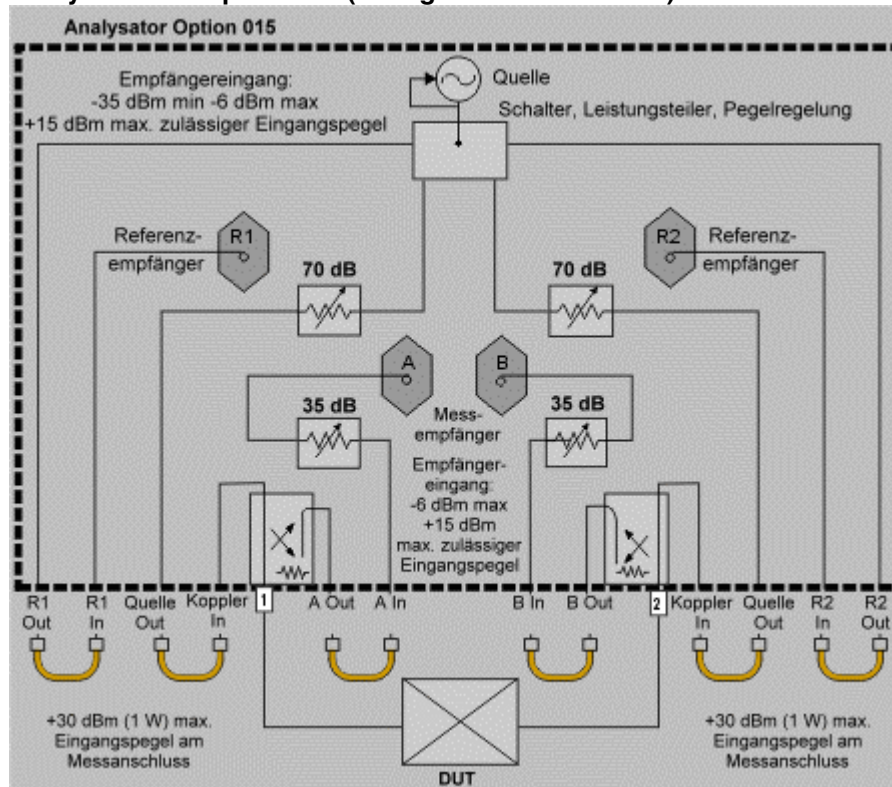 Analysator Option 015
Empfängereingang:
-35 dBm min -6 dBm max
+15 dBm max. zulässiger Eingangspegel
Quelle
Schalter, Leistungsteiler, Pegelregelung
Referenz-
empfänger
R1
70 dB
70 dB
R2
Referenz-
empfänger
A
B
35 dB
35 dB
Mess-
empfänger
Empfänger-
eingang:
-6 dBm max
+15 dBm
max. zulässiger
Eingangspegel
R1
Out
R1
In
Quelle
Out
Koppler
In
1
A Out
A In
B In
B Out
2
Koppler
In
Quelle
Out
R2
In
R2
Out
+30 dBm (1 W) max.
Eingangspegel am
Messanschluss
DUT
+30 dBm (1 W) max.
Eingangspegel am
Messanschluss